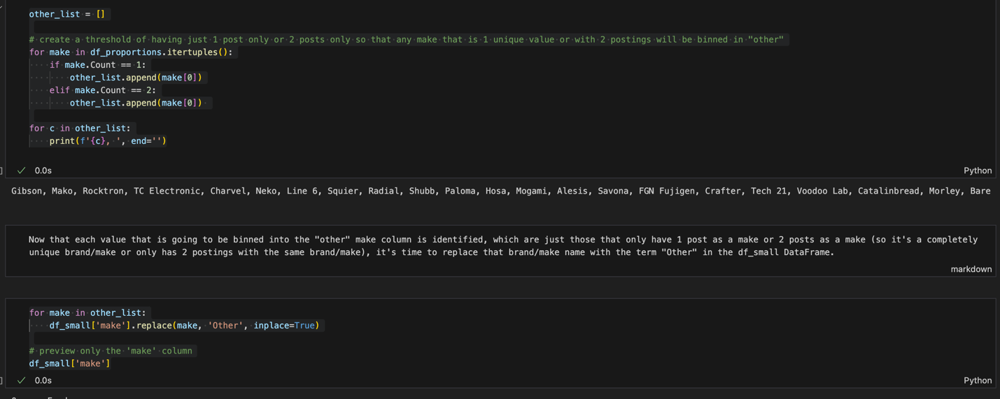 other_list = []
# create a threshold of having just 1 post only or 2 posts only so that any make that is 1 unique value or with 2 postings will be binned in "other"
for make in df_proportions.itertuples():
    if make.Count == 1:
        other_list.append(make[0])
    elif make.Count == 2:
        other_list.append(make[0])
for c in other_list:
    print(f'{c}, ', end='')
0.0s
Python
Gibson, Mako, Rocktron, TC Electronic, Charvel, Neko, Line 6, Squier, Radial, Shubb, Paloma, Hosa, Mogami, Alesis, Savona, FGN Fujigen, Crafter, Tech 21, Voodoo Lab, Catalinbread, Morley, Bare
Now that each value that is going to be binned into the "other" make column is identified, which are just those that only have 1 post as a make or 2 posts as a make (so it's a completely
unique brand/make or only has 2 postings with the same brand/make), it's time to replace that brand/make name with the term "Other" in the df_small DataFrame.
markdown
for make in other_list:
    df_small['make'].replace(make, 'Other', inplace=True)
# preview only the 'make' column
df_small['make']
0.0s
Python